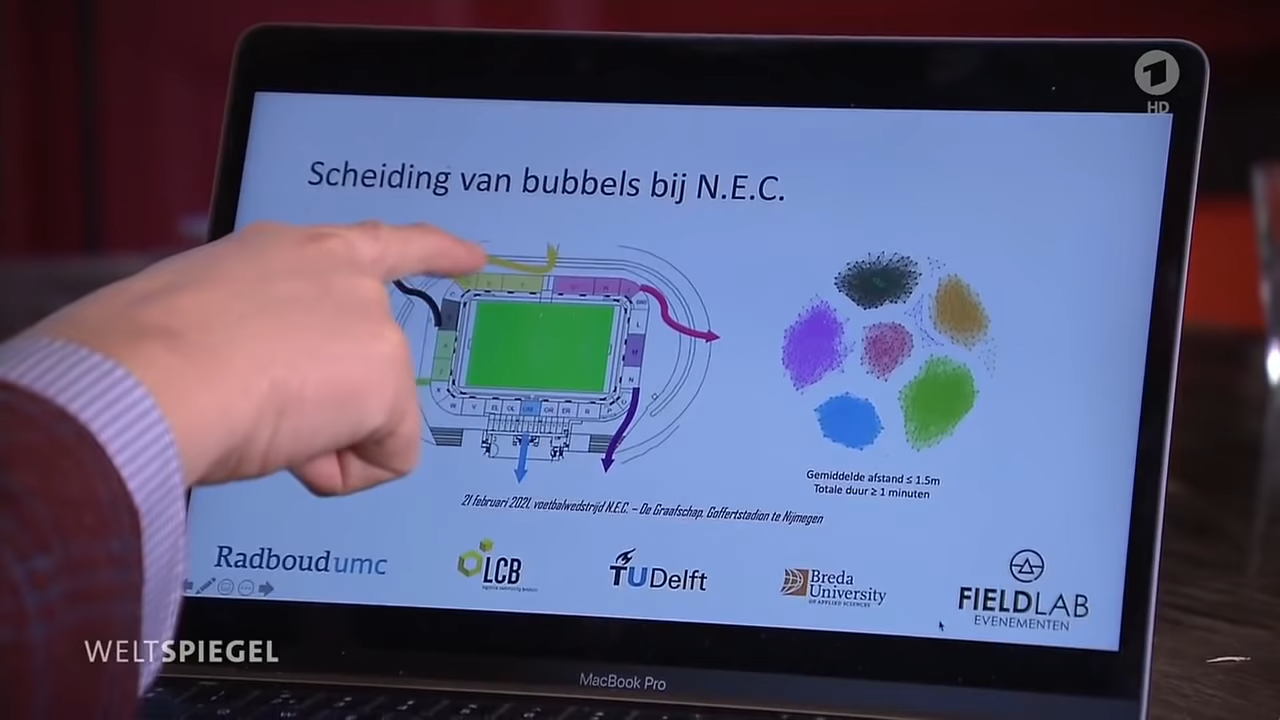 1
HD
Scheiding van bubbels bij N.E.C.
Gemiddelde afstand ≤ 1.5m
Totale duur ≥ 1 minuten
21 februari 2021, voetbalwedstrijd N.E.C. – De Graafschap, Goffertstadion te Nijmegen
Radboudumc
LCB
TUDelft
Breda
University
OF APPLIED SCIENCES
FIELDLAB
EVENEMENTEN
WELTSPIEGEL
MacBook Pro